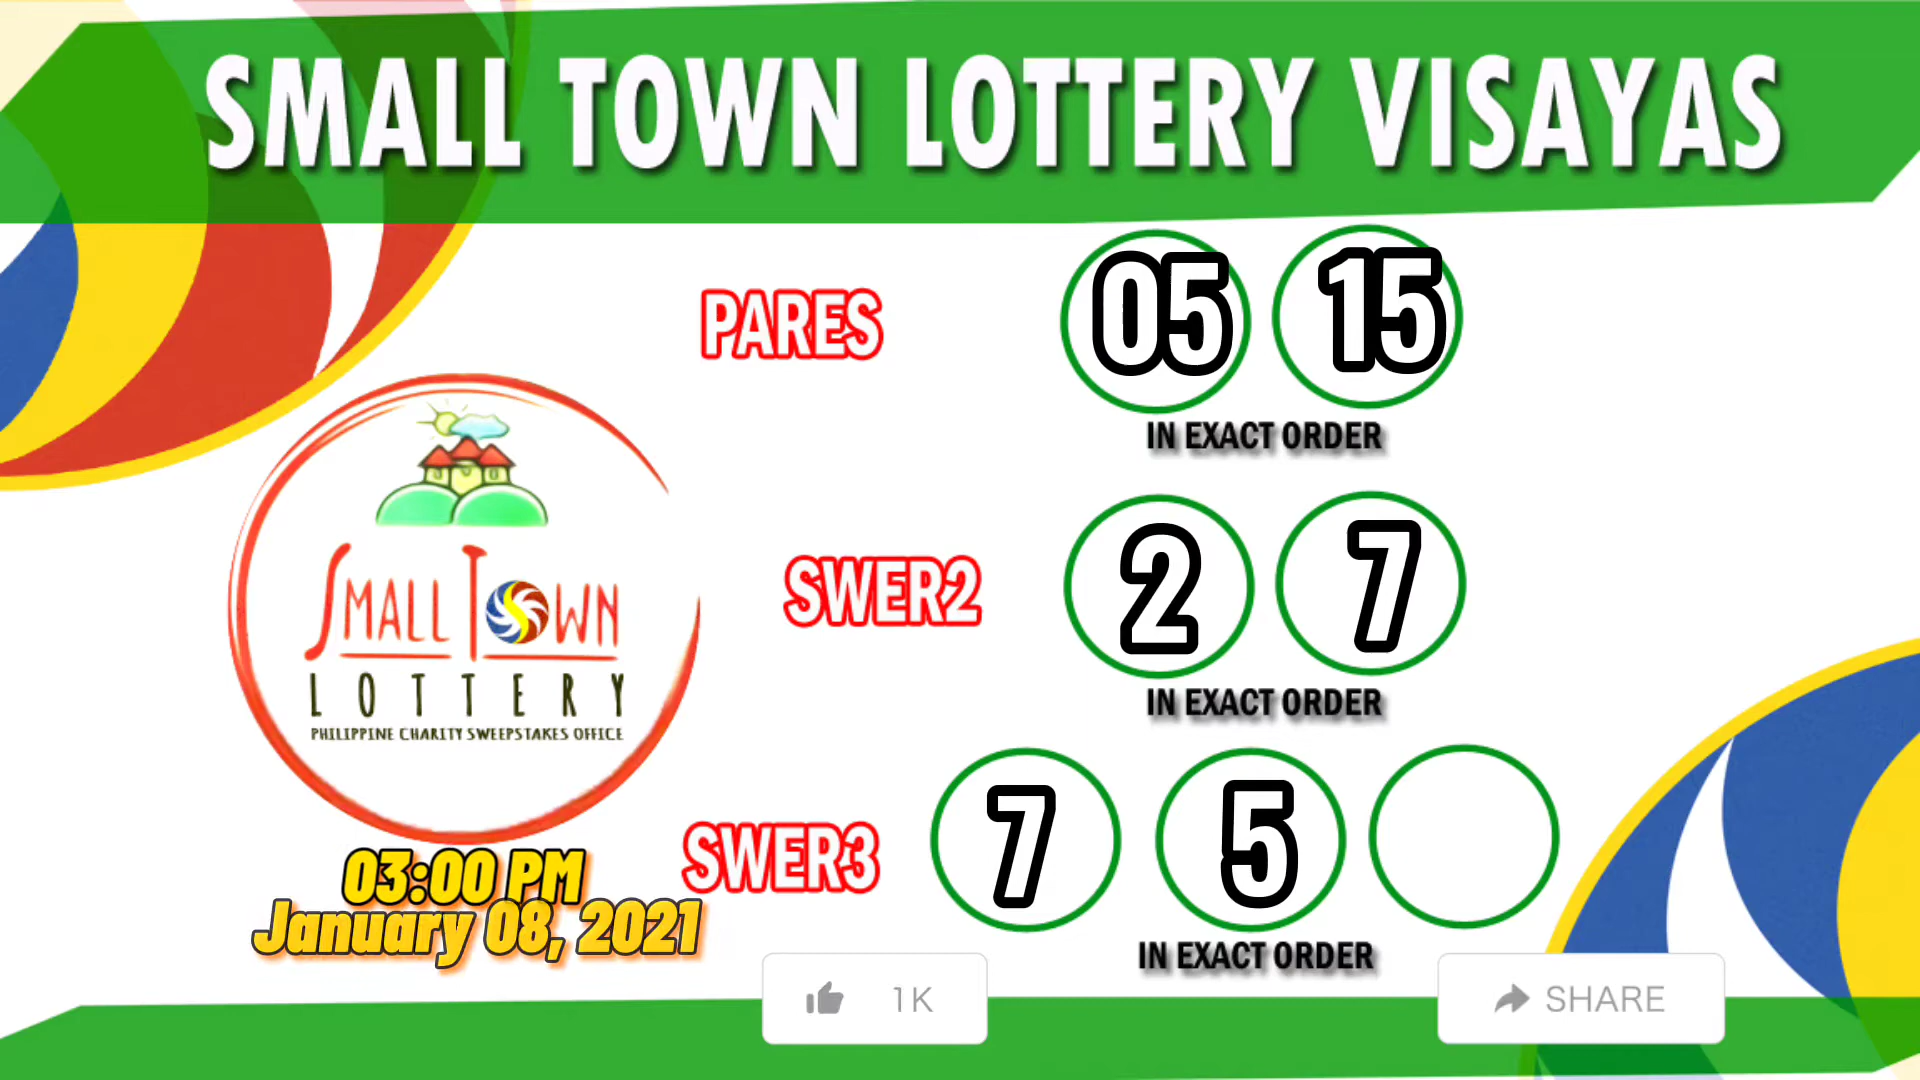 SMALL TOWN LOTTERY VISAYAS
PARES
05 15
IN EXACT ORDER
SMALL TOWN
LOTTERY
PHILIPPINE CHARITY SWEEPSTAKES OFFICE
SWER2
2 7
IN EXACT ORDER
SWER3
7 5
IN EXACT ORDER
03:00 PM
January 08, 2021
1K
SHARE